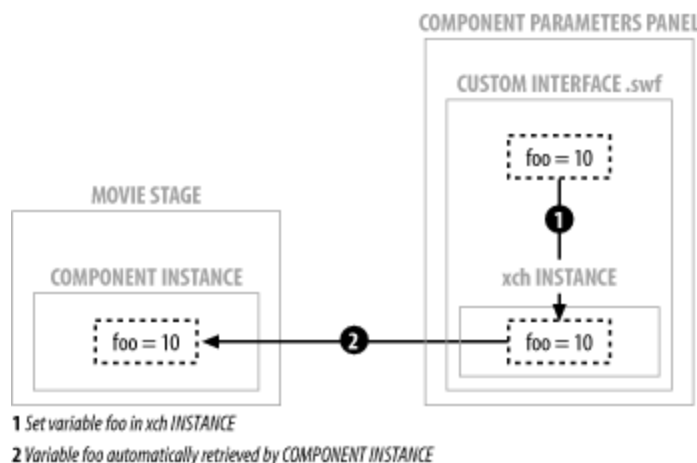 COMPONENT PARAMETERS PANEL
CUSTOM INTERFACE .swf
foo = 10
1
MOVIE STAGE
COMPONENT INSTANCE
xch INSTANCE
foo = 10
2
foo = 10
1 Set variable foo in xch INSTANCE
2 Variable foo automatically retrieved by COMPONENT INSTANCE